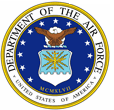 DEPARTMENT OF THE AIR FORCE
MCMXLVII
UNITED STATES OF AMERICA